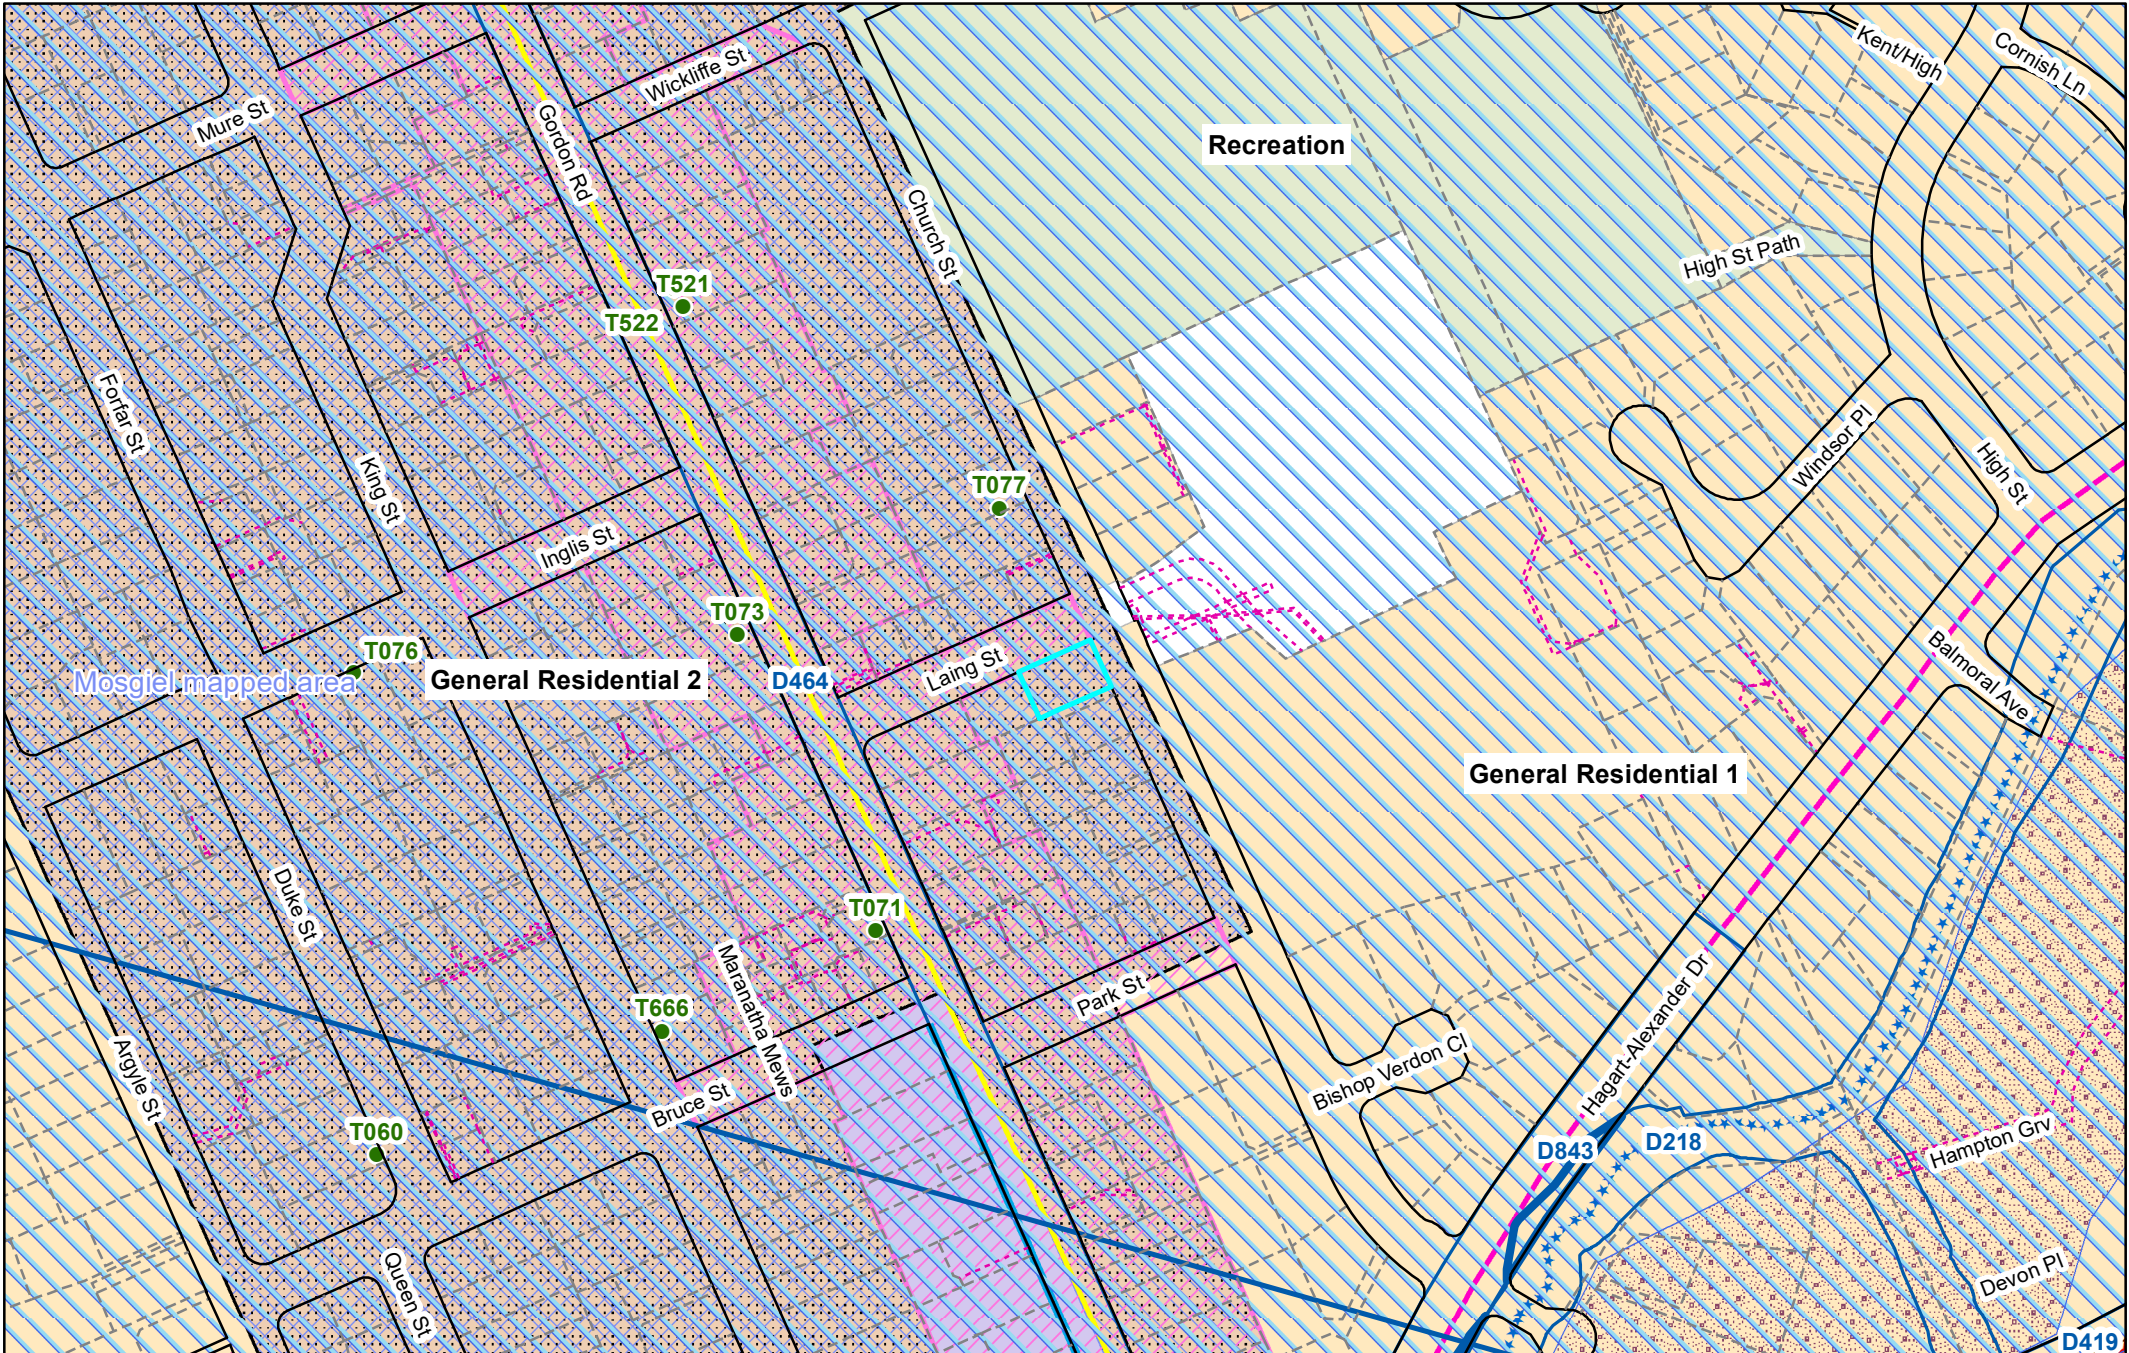 Kent/High
Cornish Ln
Wickliffe St
Mure St
Gordon Rd
Recreation
Church St
High St Path
T521
T522
Forfar St
King St
Windsor Pl
High St
T077
Inglis St
T073
T076
Laing St
Balmoral Ave
Mosgiel mapped area
General Residential 2
D464
General Residential 1
Duke St
T071
Maranatha Mews
Park St
Hagart-Alexander Dr
T666
Argyle St
Bruce St
Bishop Verdon Cl
T060
D843
D218
Hampton Grv
Queen St
Devon Pl
D419